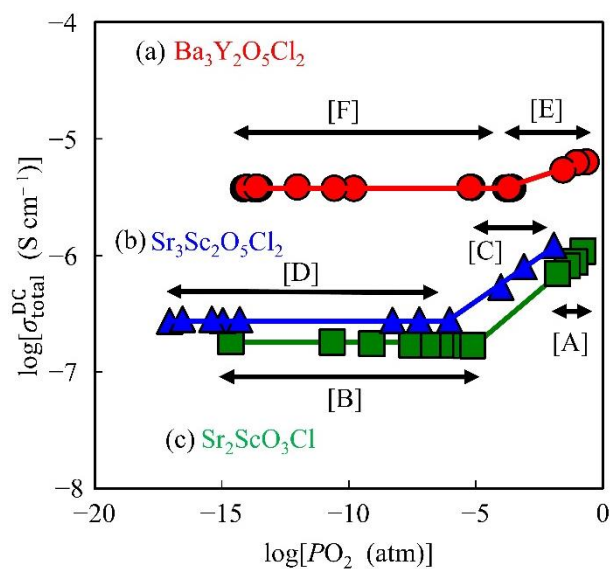 −4
(a) Ba₃Y₂O₅Cl₂
[F]
[E]
−5
(b) Sr₃Sc₂O₅Cl₂
[C]
−6
[D]
[A]
−7
[B]
(c) Sr₂ScO₃Cl
−8
−20
−15
−10
−5
0
log[PO₂ (atm)]
log[σ^DC_total (S cm⁻¹)]